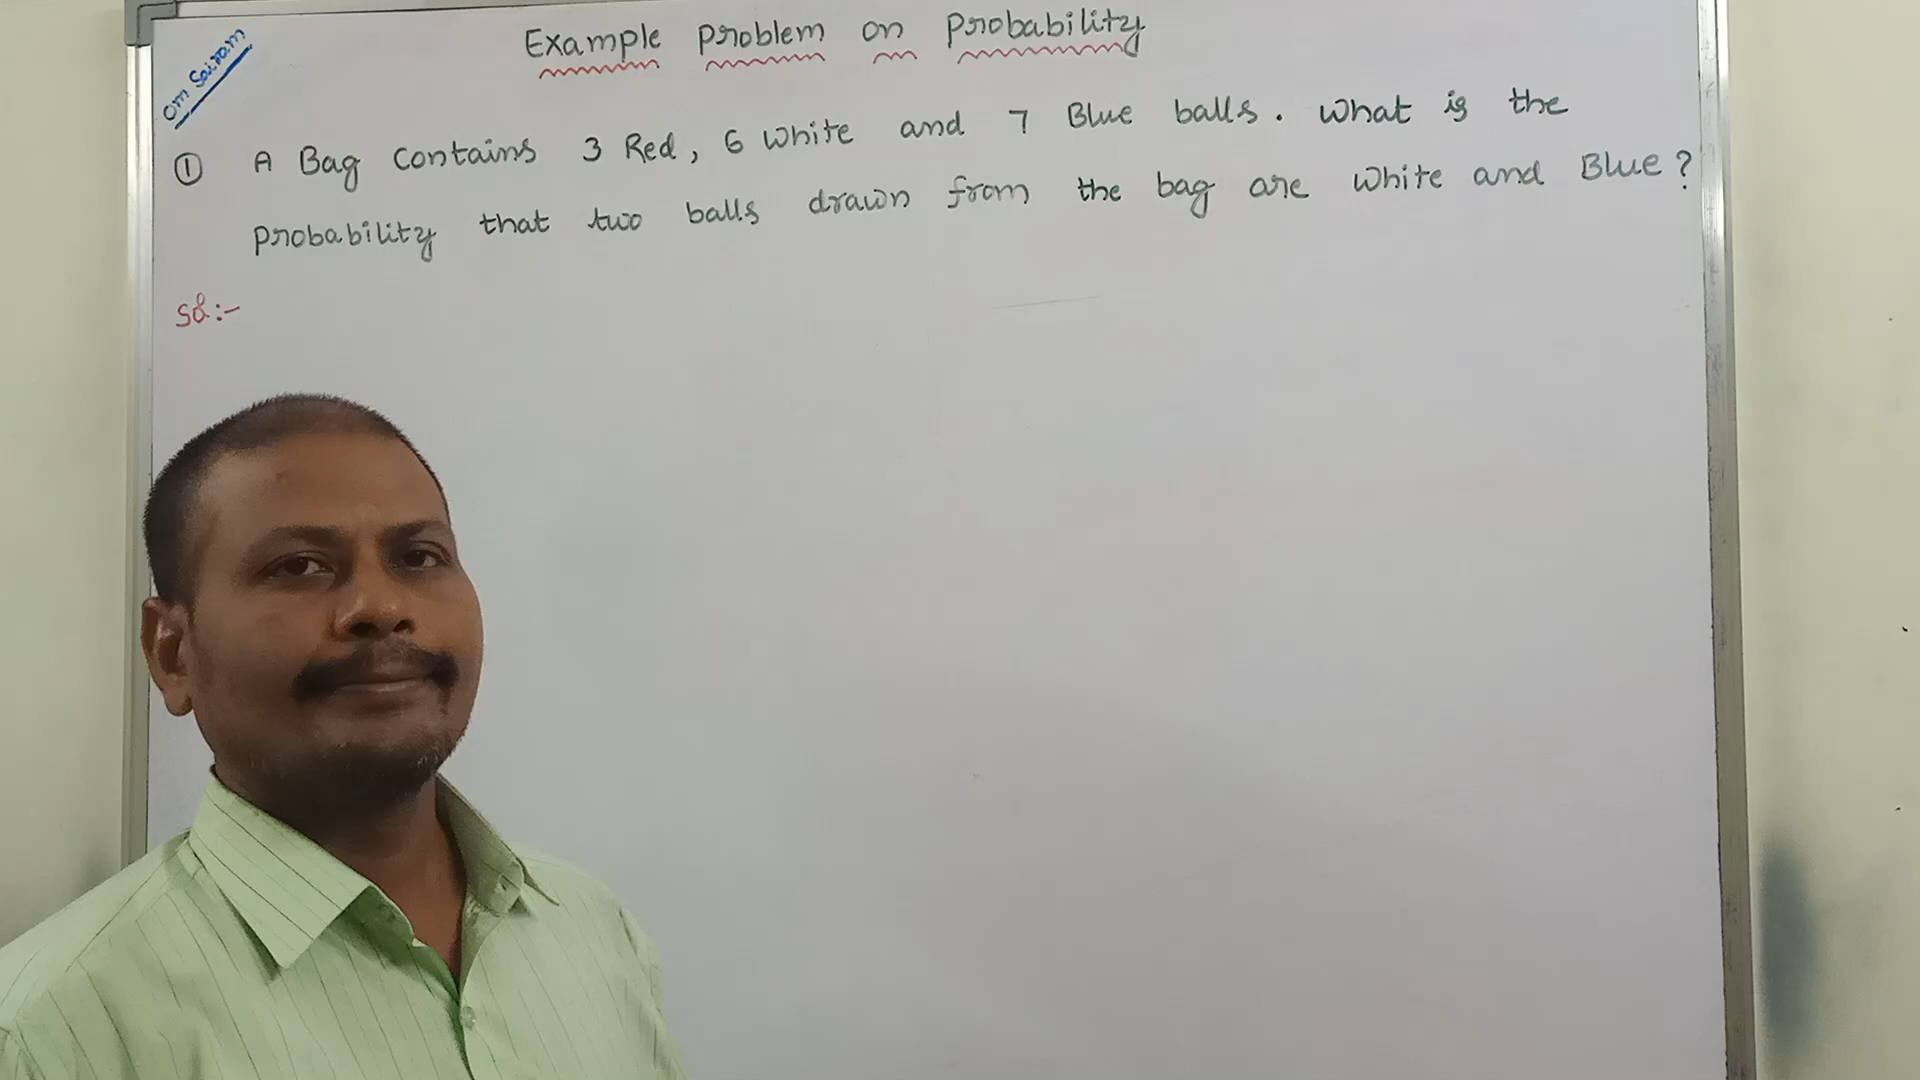 Om Sairam
Example Problem on Probability
① A Bag contains 3 Red, 6 White and 7 Blue balls. What is the
Probability that two balls drawn from the bag are White and Blue?
Sol:-